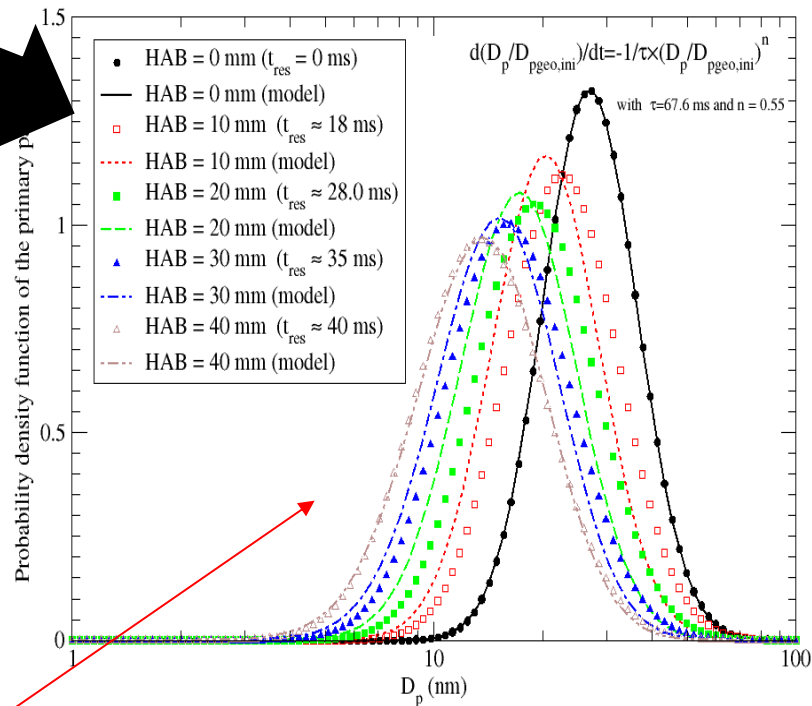 1.5
HAB = 0 mm (t_res = 0 ms)
HAB = 0 mm (model)
HAB = 10 mm (t_res ≈ 18 ms)
HAB = 10 mm (model)
HAB = 20 mm (t_res ≈ 28.0 ms)
HAB = 20 mm (model)
HAB = 30 mm (t_res ≈ 35 ms)
HAB = 30 mm (model)
HAB = 40 mm (t_res ≈ 40 ms)
HAB = 40 mm (model)
d(D_p/D_pgeo,ini)/dt=-1/τ×(D_p/D_pgeo,ini)^n
with τ=67.6 ms and n = 0.55
Probability density function of the primary
1
0.5
0
1
10
100
D_p (nm)